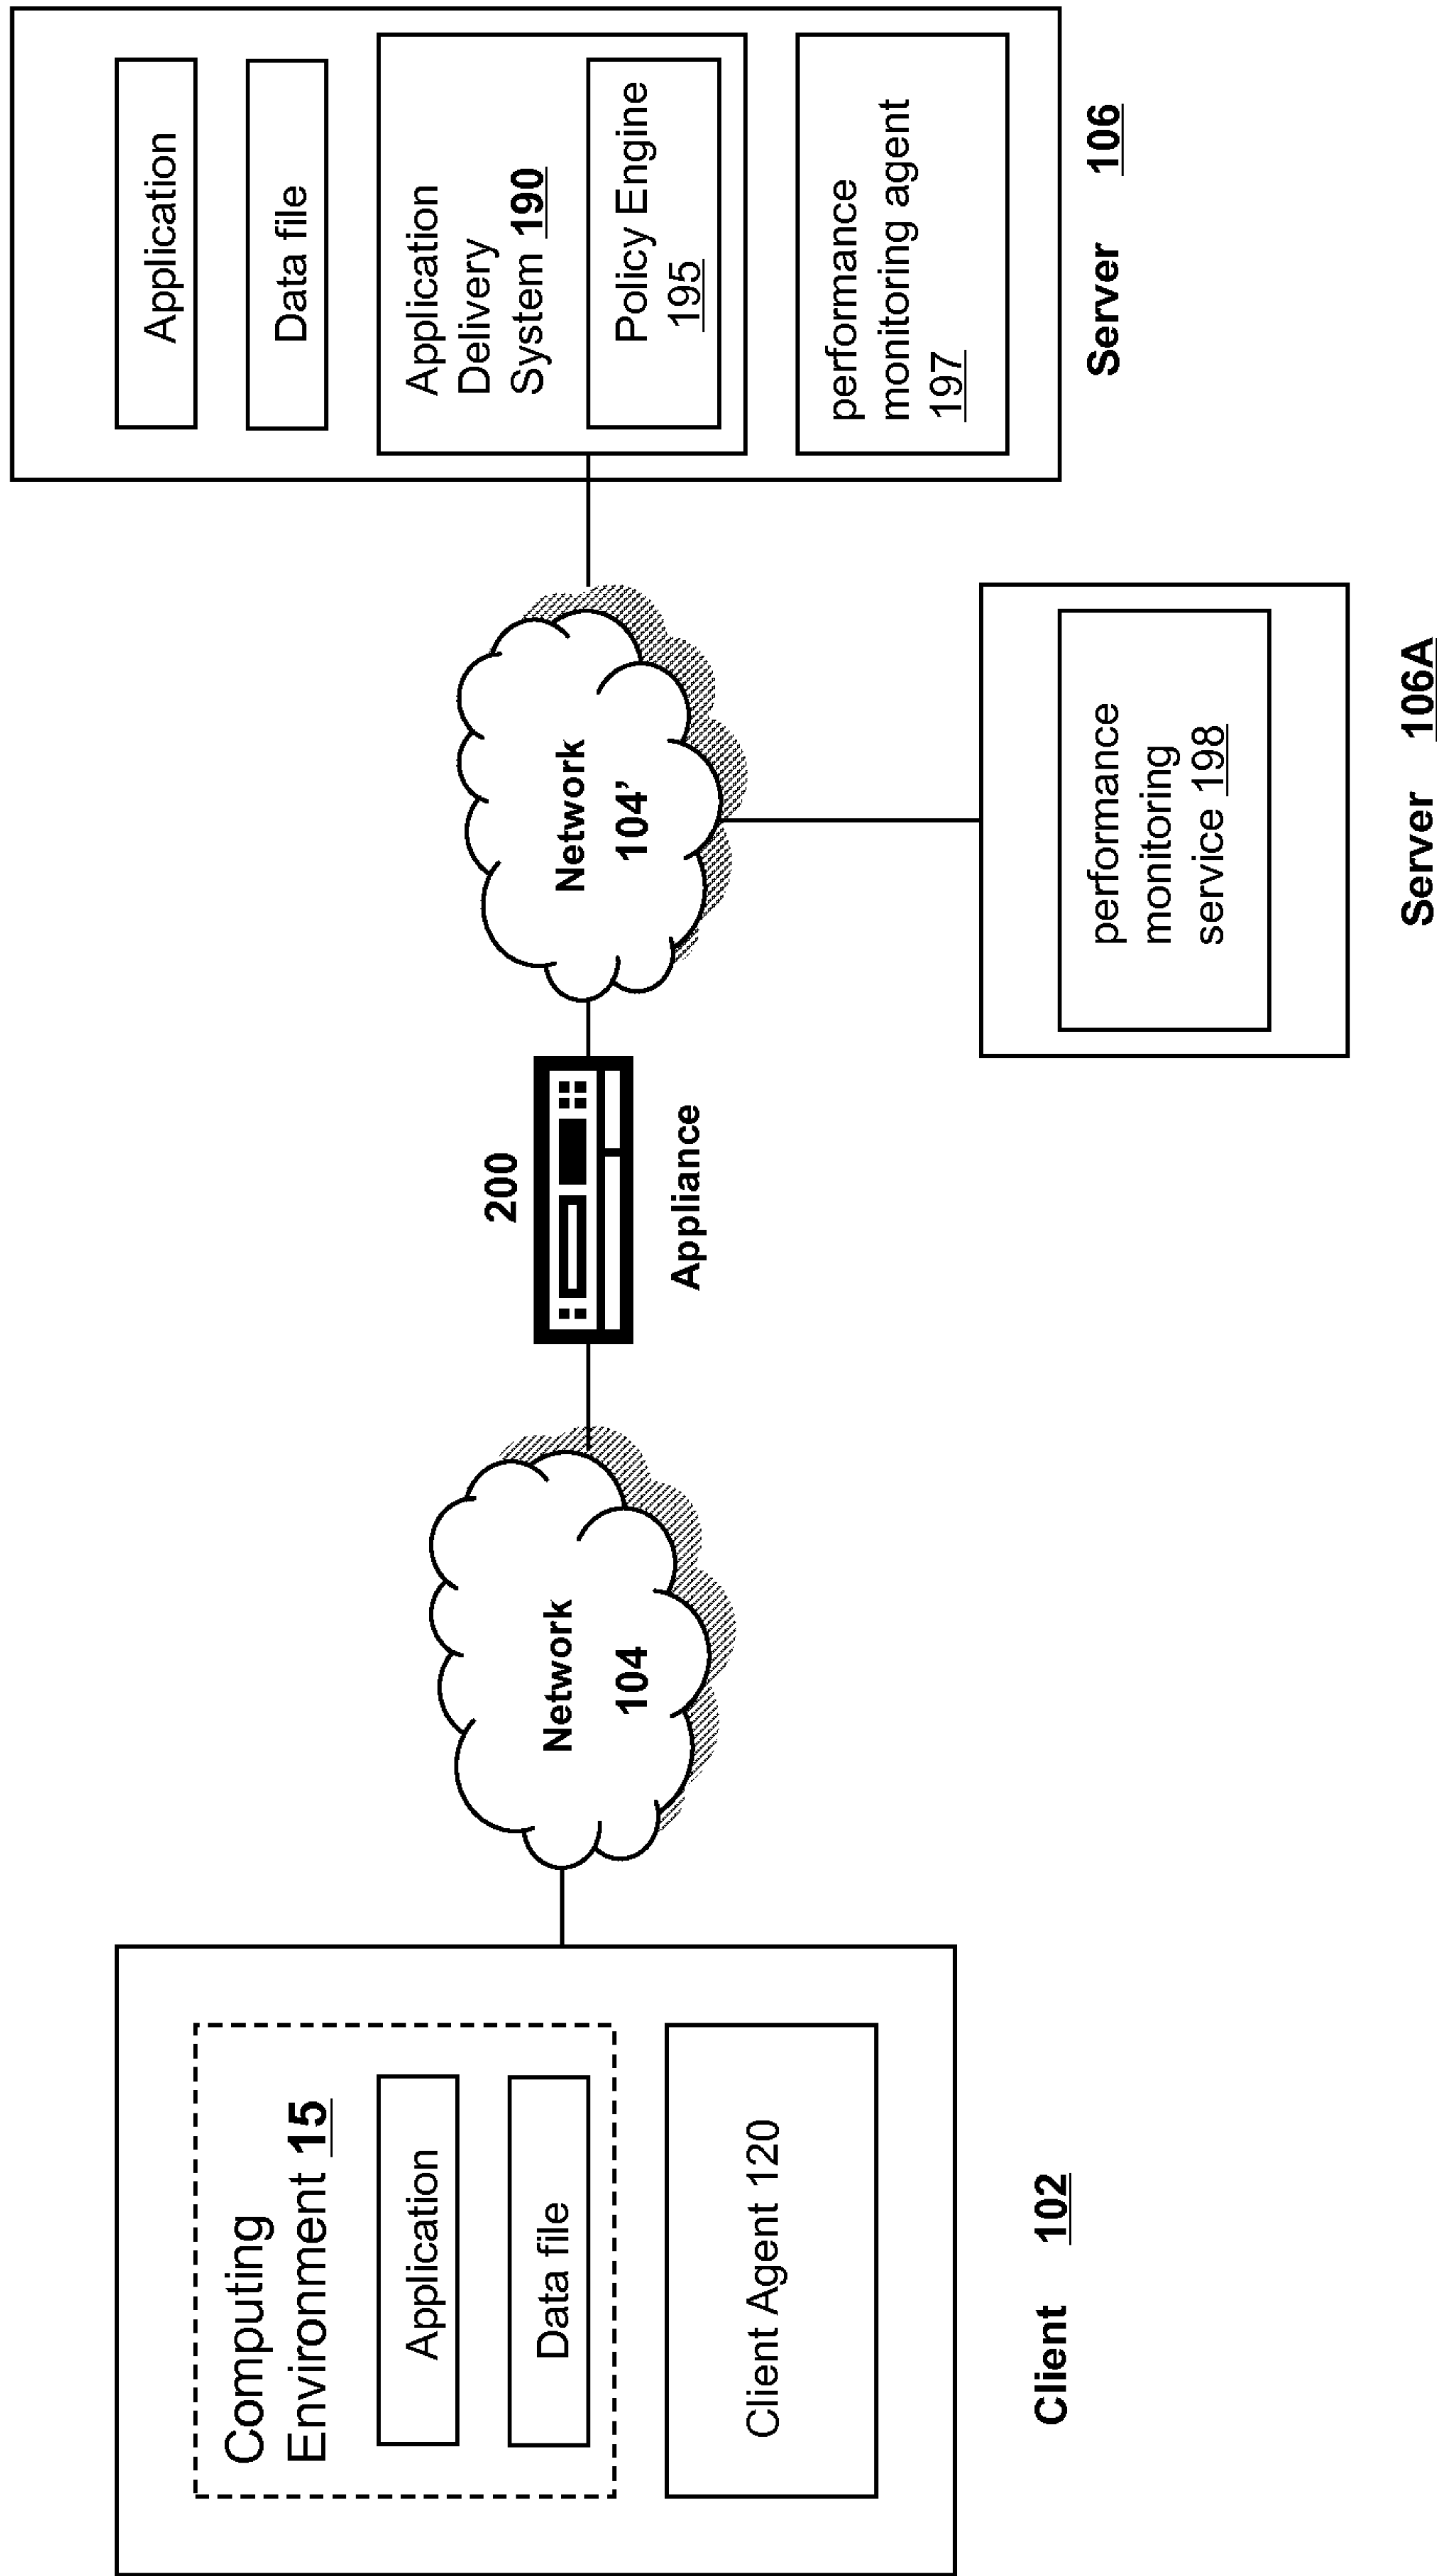 Computing
Environment 15
Application
Data file
Client Agent 120
Client 102
Network
104
200
Appliance
Network
104’
performance
monitoring
service 198
Server 106A
Application
Data file
Application
Delivery
System 190
Policy Engine
195
performance
monitoring agent
197
Server 106